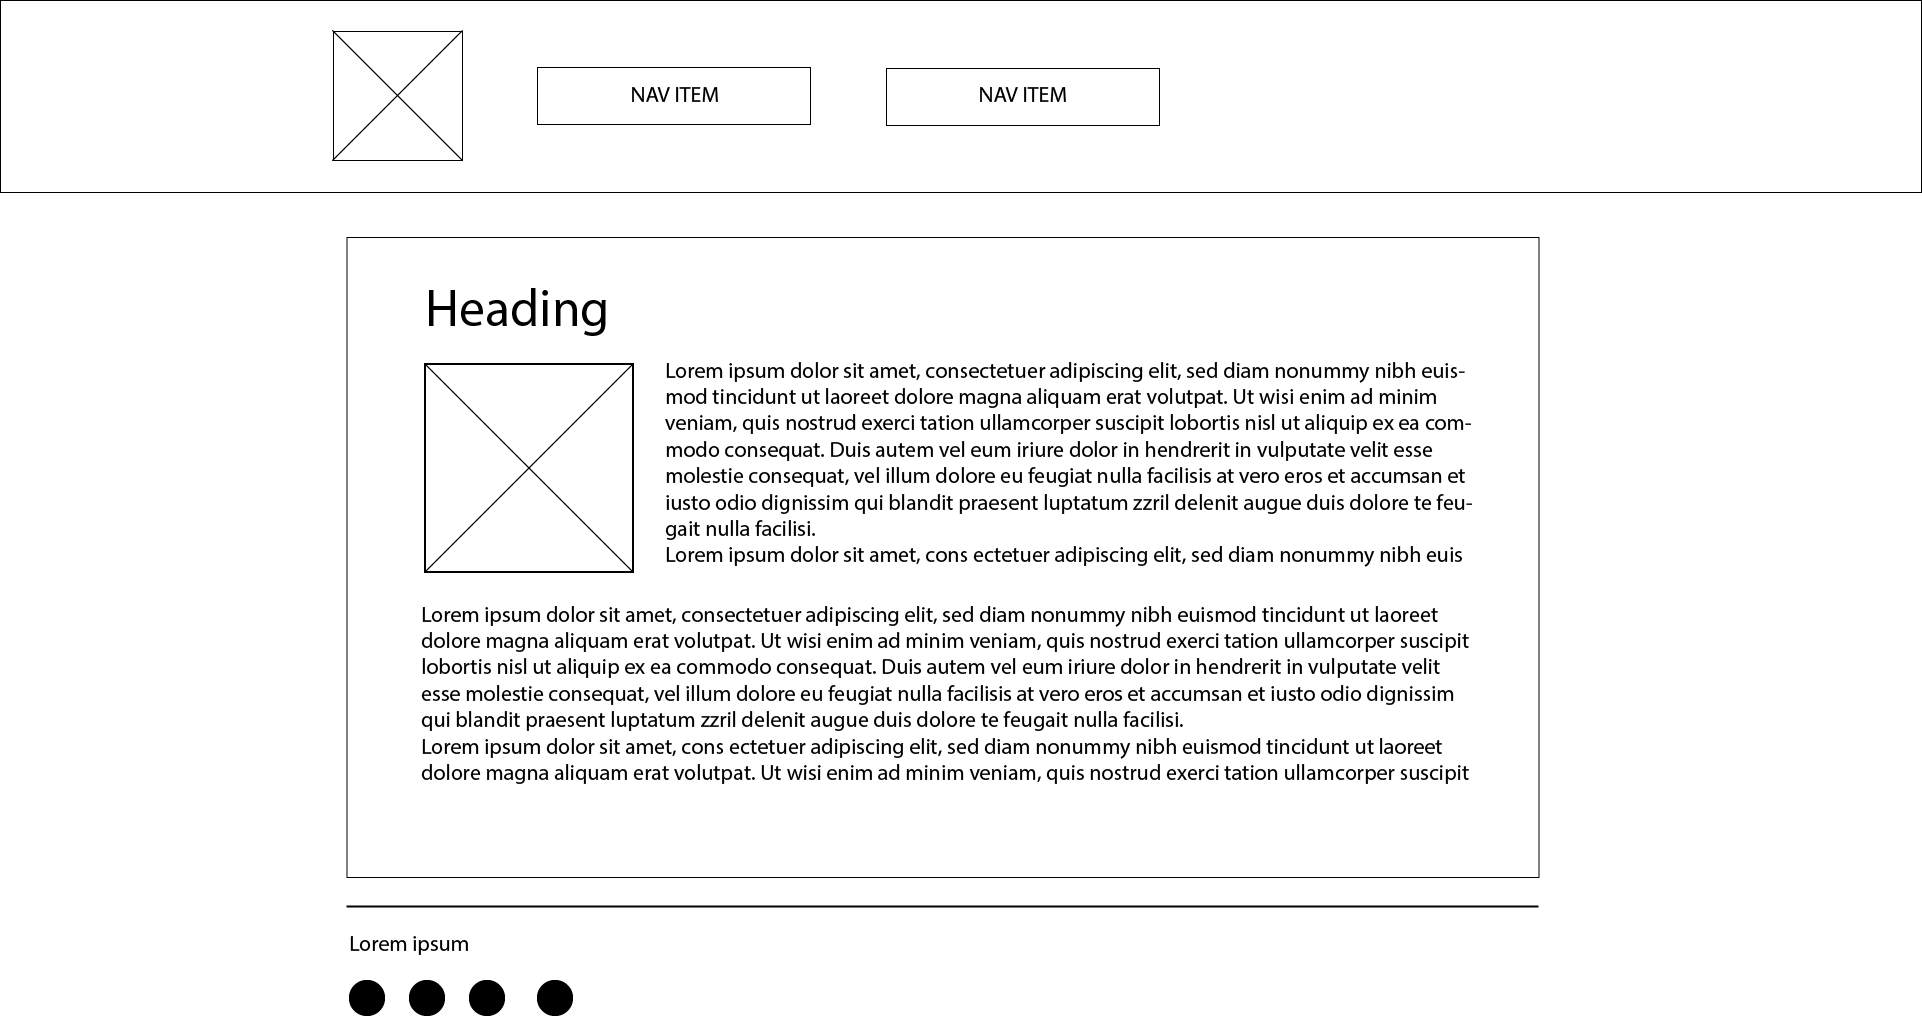 NAV ITEM
NAV ITEM
Heading
Lorem ipsum dolor sit amet, consectetuer adipiscing elit, sed diam nonummy nibh euis-
mod tincidunt ut laoreet dolore magna aliquam erat volutpat. Ut wisi enim ad minim
veniam, quis nostrud exerci tation ullamcorper suscipit lobortis nisl ut aliquip ex ea com-
modo consequat. Duis autem vel eum iriure dolor in hendrerit in vulputate velit esse
molestie consequat, vel illum dolore eu feugiat nulla facilisis at vero eros et accumsan et
iusto odio dignissim qui blandit praesent luptatum zzril delenit augue duis dolore te feu-
gait nulla facilisi.
Lorem ipsum dolor sit amet, cons ectetuer adipiscing elit, sed diam nonummy nibh euis
Lorem ipsum dolor sit amet, consectetuer adipiscing elit, sed diam nonummy nibh euismod tincidunt ut laoreet
dolore magna aliquam erat volutpat. Ut wisi enim ad minim veniam, quis nostrud exerci tation ullamcorper suscipit
lobortis nisl ut aliquip ex ea commodo consequat. Duis autem vel eum iriure dolor in hendrerit in vulputate velit
esse molestie consequat, vel illum dolore eu feugiat nulla facilisis at vero eros et accumsan et iusto odio dignissim
qui blandit praesent luptatum zzril delenit augue duis dolore te feugait nulla facilisi.
Lorem ipsum dolor sit amet, cons ectetuer adipiscing elit, sed diam nonummy nibh euismod tincidunt ut laoreet
dolore magna aliquam erat volutpat. Ut wisi enim ad minim veniam, quis nostrud exerci tation ullamcorper suscipit
Lorem ipsum